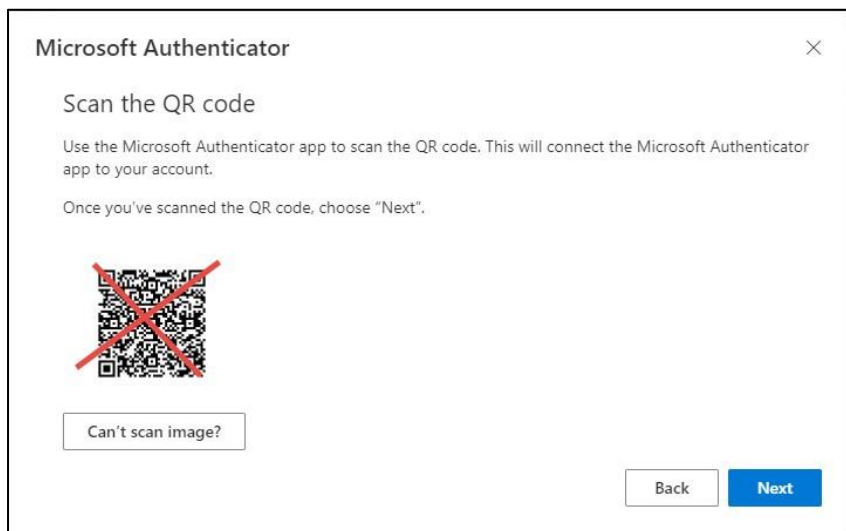 Microsoft Authenticator
Scan the QR code
Use the Microsoft Authenticator app to scan the QR code. This will connect the Microsoft Authenticator
app to your account.
Once you've scanned the QR code, choose "Next".
Can't scan image?
Back
Next